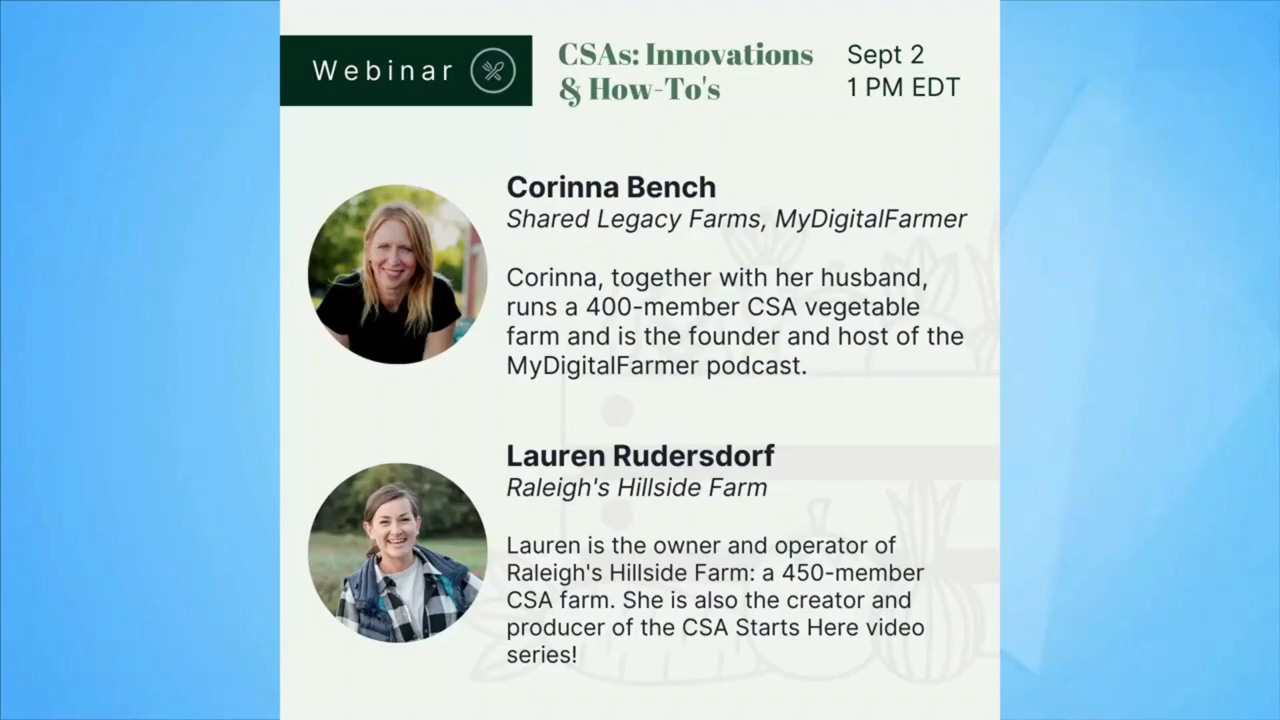 Webinar
CSAs: Innovations
& How-To's
Sept 2
1 PM EDT
Corinna Bench
Shared Legacy Farms, MyDigitalFarmer
Corinna, together with her husband,
runs a 400-member CSA vegetable
farm and is the founder and host of the
MyDigitalFarmer podcast.
Lauren Rudersdorf
Raleigh's Hillside Farm
Lauren is the owner and operator of
Raleigh's Hillside Farm: a 450-member
CSA farm. She is also the creator and
producer of the CSA Starts Here video
series!